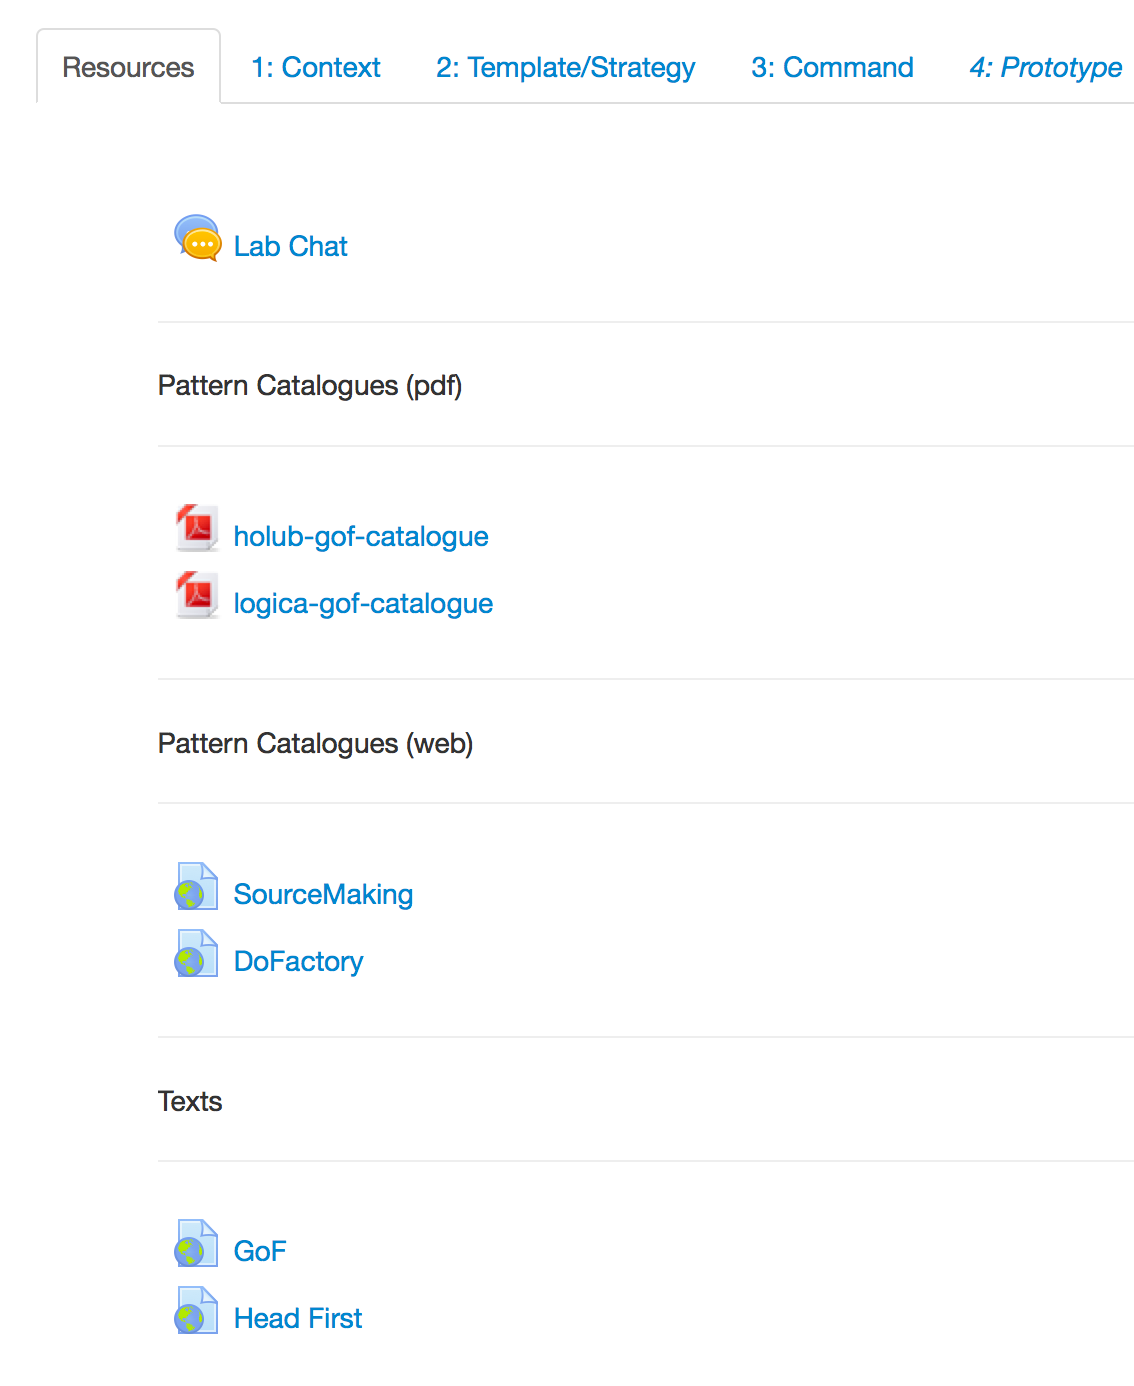 Resources 1: Context 2: Template/Strategy 3: Command 4: Prototype
Lab Chat
Pattern Catalogues (pdf)
holub-gof-catalogue
logica-gof-catalogue
Pattern Catalogues (web)
SourceMaking
DoFactory
Texts
GoF
Head First